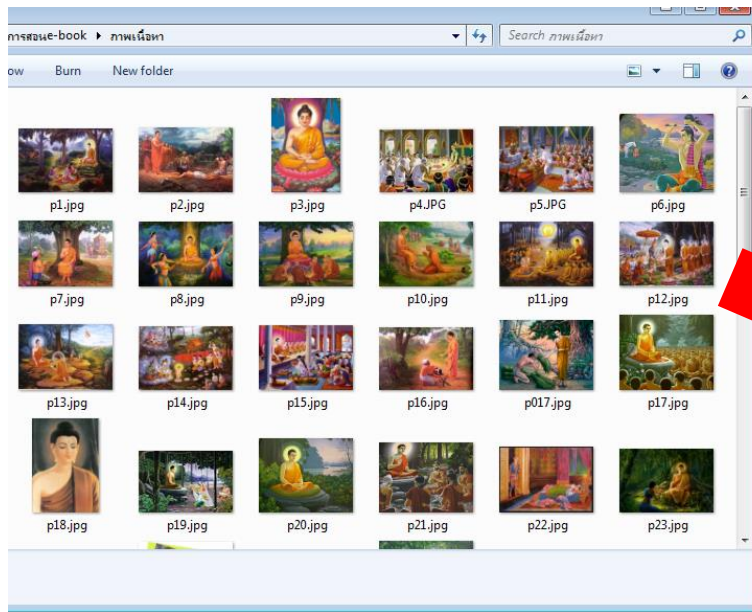 การสอนe-book ▸ ภาพเนื้อหา
Search ภาพเนื้อหา
ow Burn New folder
p1.jpg p2.jpg p3.jpg p4.JPG p5.JPG p6.jpg
p7.jpg p8.jpg p9.jpg p10.jpg p11.jpg p12.jpg
p13.jpg p14.jpg p15.jpg p16.jpg p017.jpg p17.jpg
p18.jpg p19.jpg p20.jpg p21.jpg p22.jpg p23.jpg